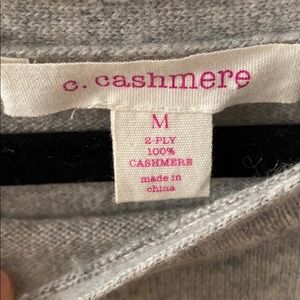 c. cashmere
M
2-PLY
100%
CASHMERE
made in
china